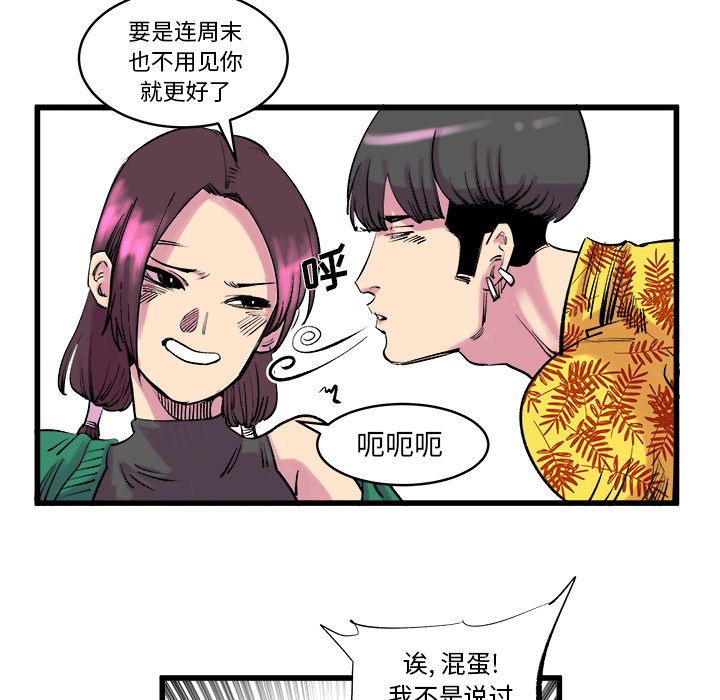 要是连周末
也不用见你
就更好了
呼
呃呃呃
诶, 混蛋!
我不是说过